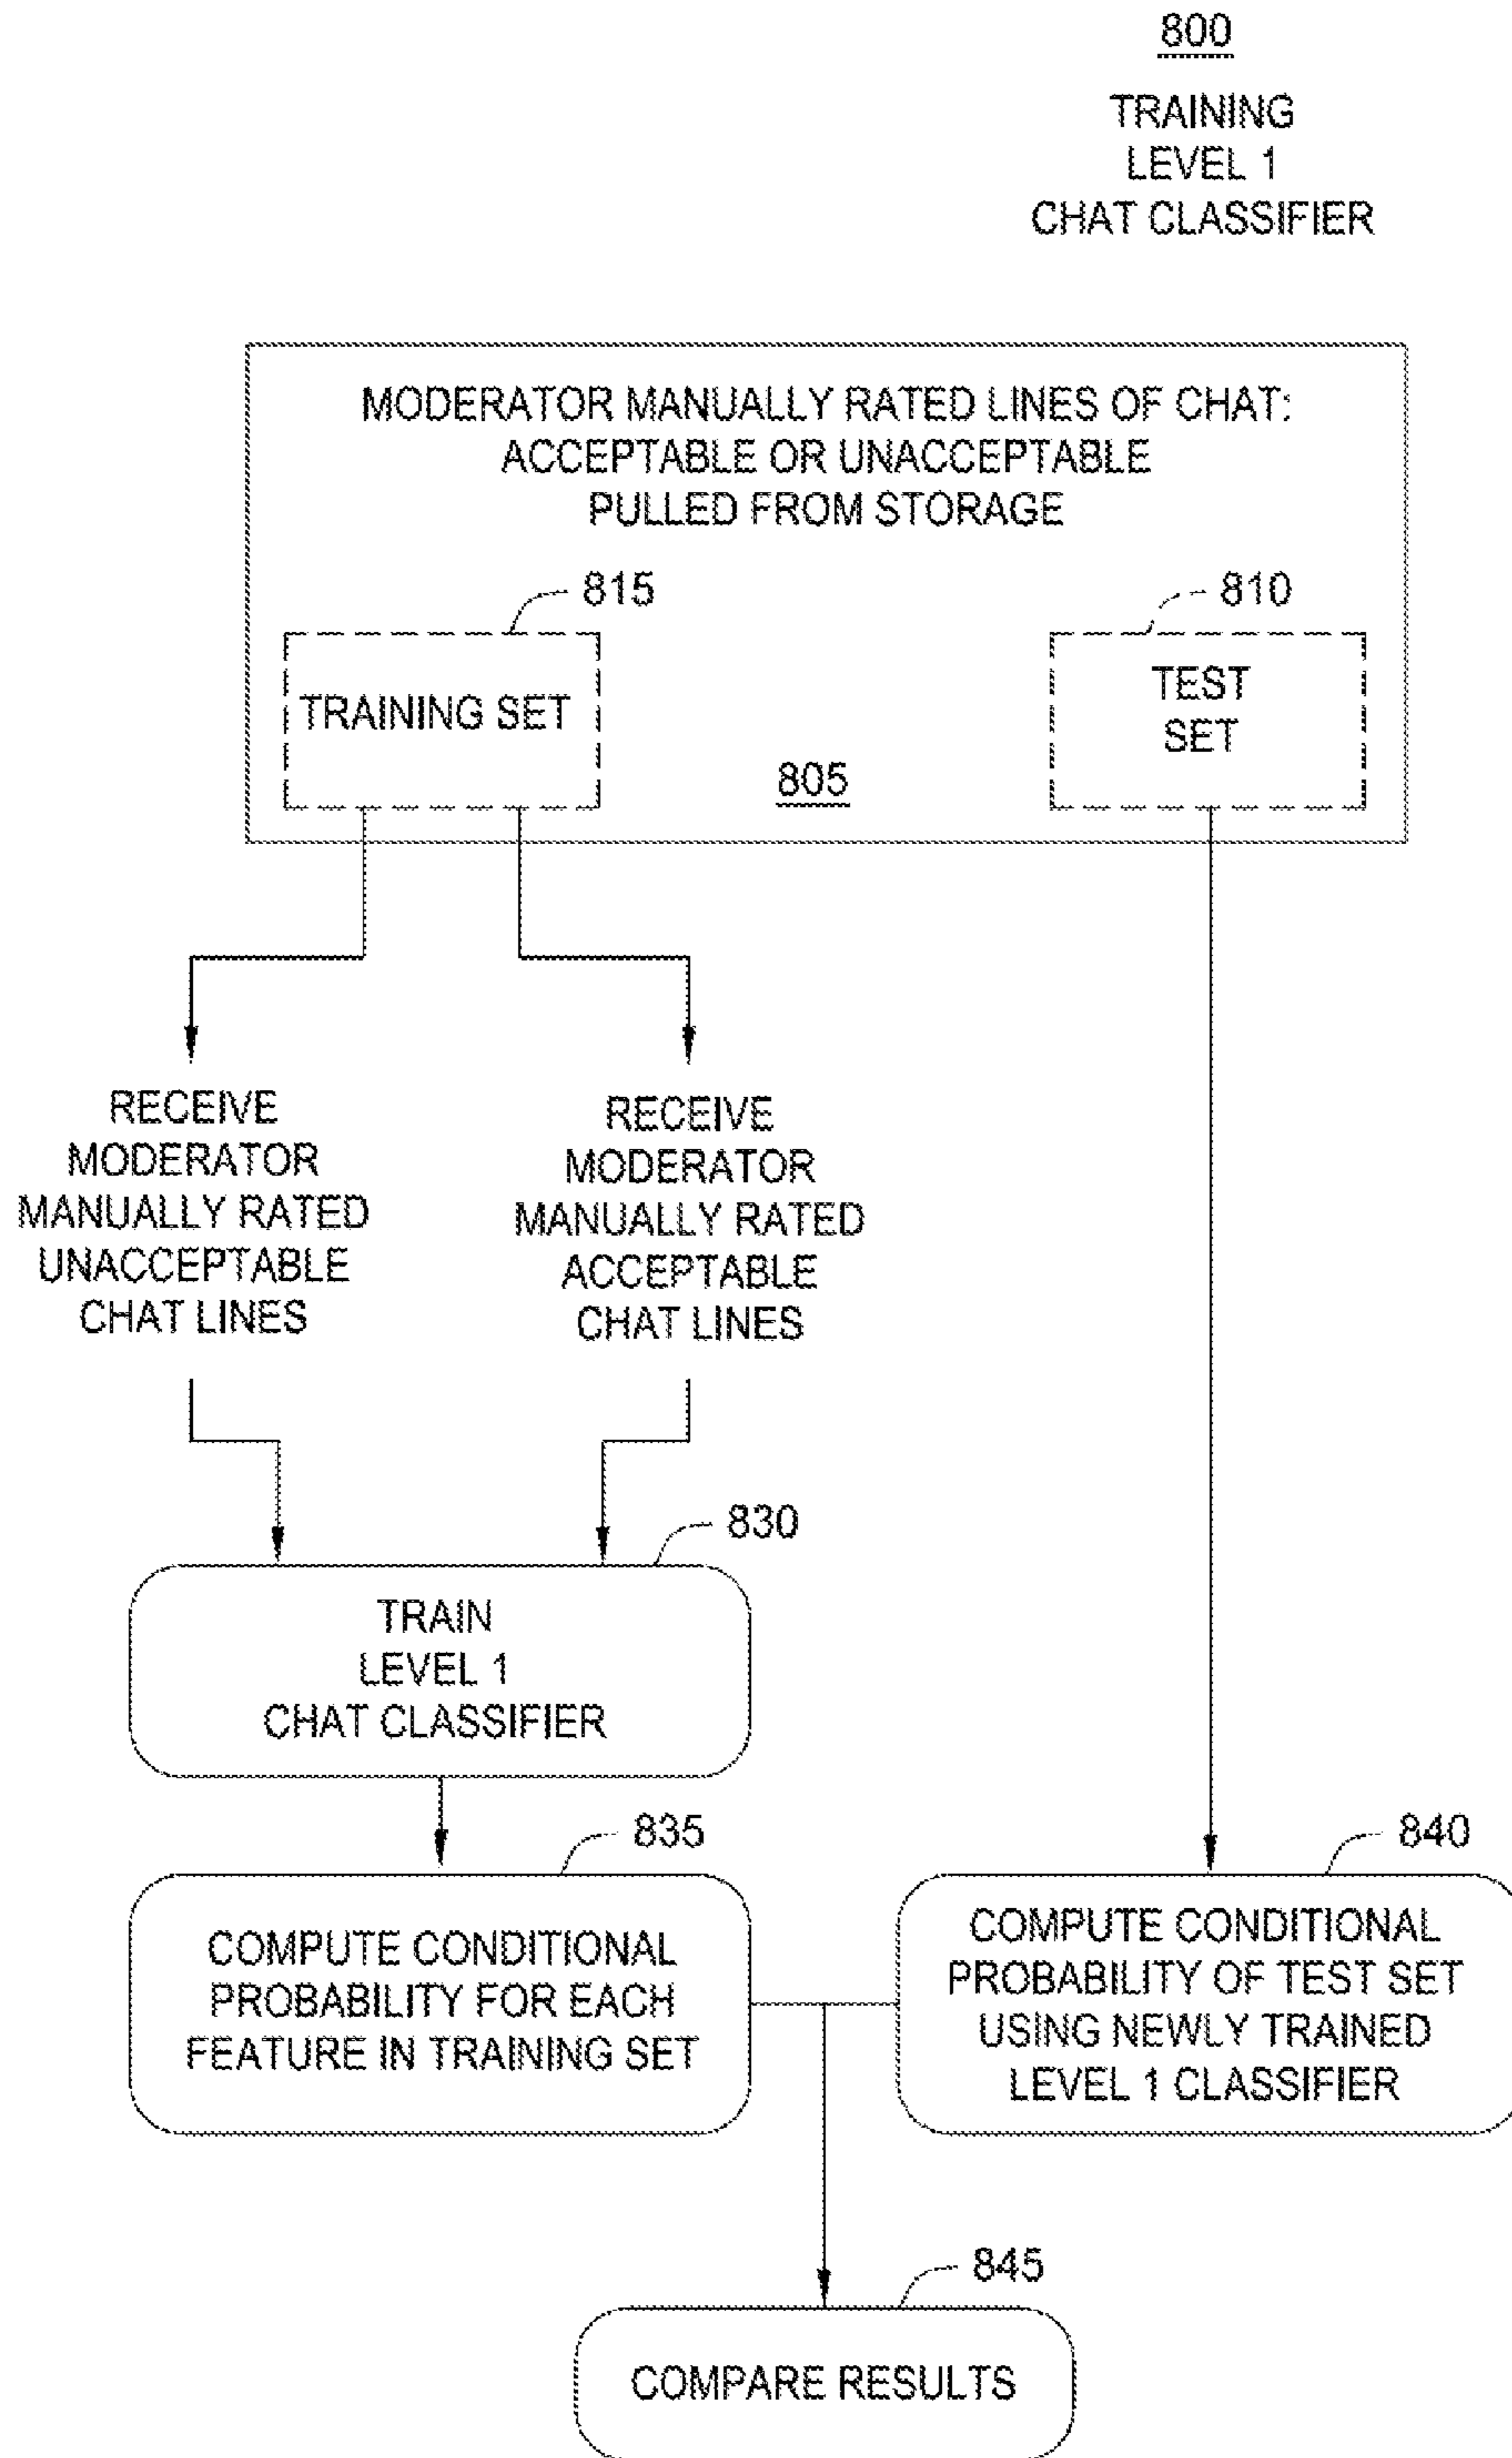 800
TRAINING
LEVEL 1
CHAT CLASSIFIER
MODERATOR MANUALLY RATED LINES OF CHAT:
ACCEPTABLE OR UNACCEPTABLE
PULLED FROM STORAGE
815
TRAINING SET
810
TEST
SET
805
RECEIVE
MODERATOR
MANUALLY RATED
UNACCEPTABLE
CHAT LINES
RECEIVE
MODERATOR
MANUALLY RATED
ACCEPTABLE
CHAT LINES
830
TRAIN
LEVEL 1
CHAT CLASSIFIER
835
COMPUTE CONDITIONAL
PROBABILITY FOR EACH
FEATURE IN TRAINING SET
840
COMPUTE CONDITIONAL
PROBABILITY OF TEST SET
USING NEWLY TRAINED
LEVEL 1 CLASSIFIER
845
COMPARE RESULTS